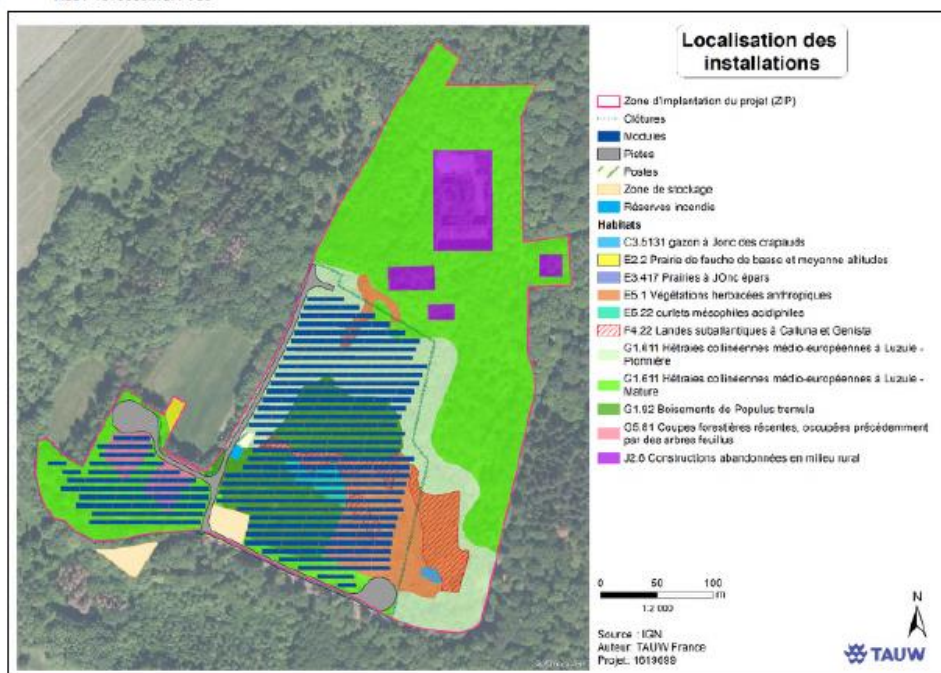 Localisation des
installations
Zone d'implantation du projet (ZIP)
Clôtures
Modules
Pistes
Postes
Zone de stockage
Réserves incendie
Habitats
C3.5131 gazon à Jonc des crapauds
E2.2 Prairie de fauche de basse et moyenne altitudes
E3.417 Prairies à JOnc épars
E5.1 Végétations herbacées anthropiques
E5.22 ourlets mésophiles acidiphiles
F4.22 Landes subatlantiques à Calluna et Genista
G1.611 Hêtraies collinéennes médio-européennes à Luzule -
Pionnière
G1.611 Hêtraies collinéennes médio-européennes à Luzule -
Mature
G1.92 Boisements de Populus tremula
G5.81 Coupes forestières récentes, occupées précédemment
par des arbres feuillus
J2.6 Constructions abandonnées en milieu rural
0 50 100
m
1:2 000
N
Source : IGN
Auteur: TAUW France
Projet: 1619689
TAUW